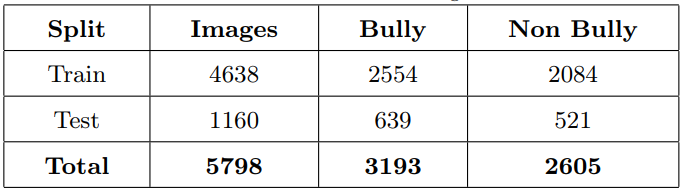 Split Images Bully Non Bully
Train 4638 2554 2084
Test 1160 639 521
Total 5798 3193 2605